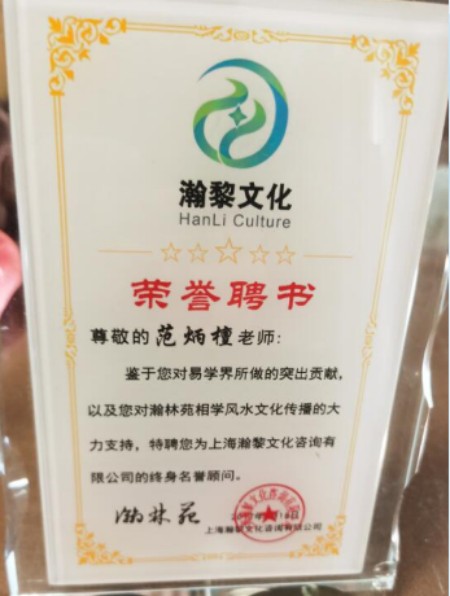 瀚黎文化
HanLi Culture
荣誉聘书
尊敬的范炳檀老师:
鉴于您对易学界所做的突出贡献,
以及您对瀚林苑相学风水文化传播的大
力支持,特聘您为上海瀚黎文化咨询有
限公司的终身名誉顾问。
瀚林苑
上海瀚黎文化咨询有限公司